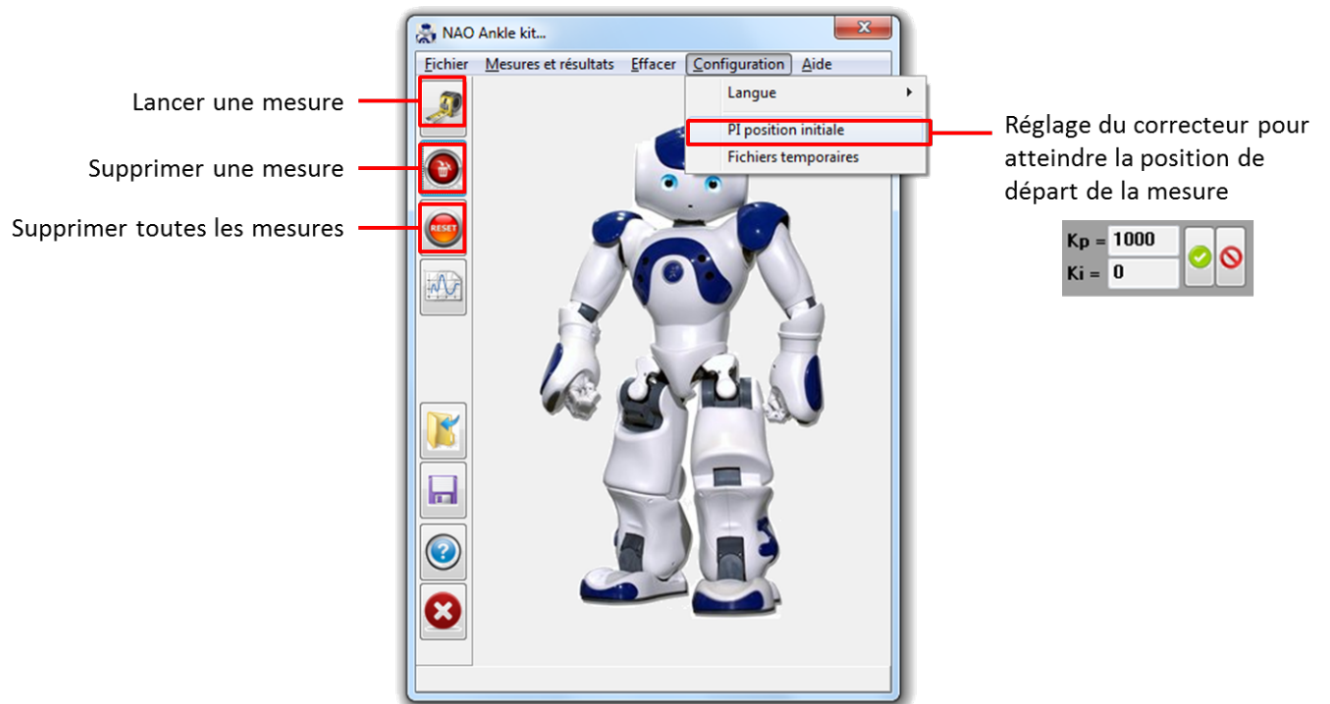 NAO Ankle kit...
Fichier Mesures et résultats Effacer Configuration Aide
Lancer une mesure
Supprimer une mesure
RESET
Supprimer toutes les mesures
Langue
PI position initiale
Fichiers temporaires
Réglage du correcteur pour
atteindre la position de
départ de la mesure
Kp = 1000
Ki = 0